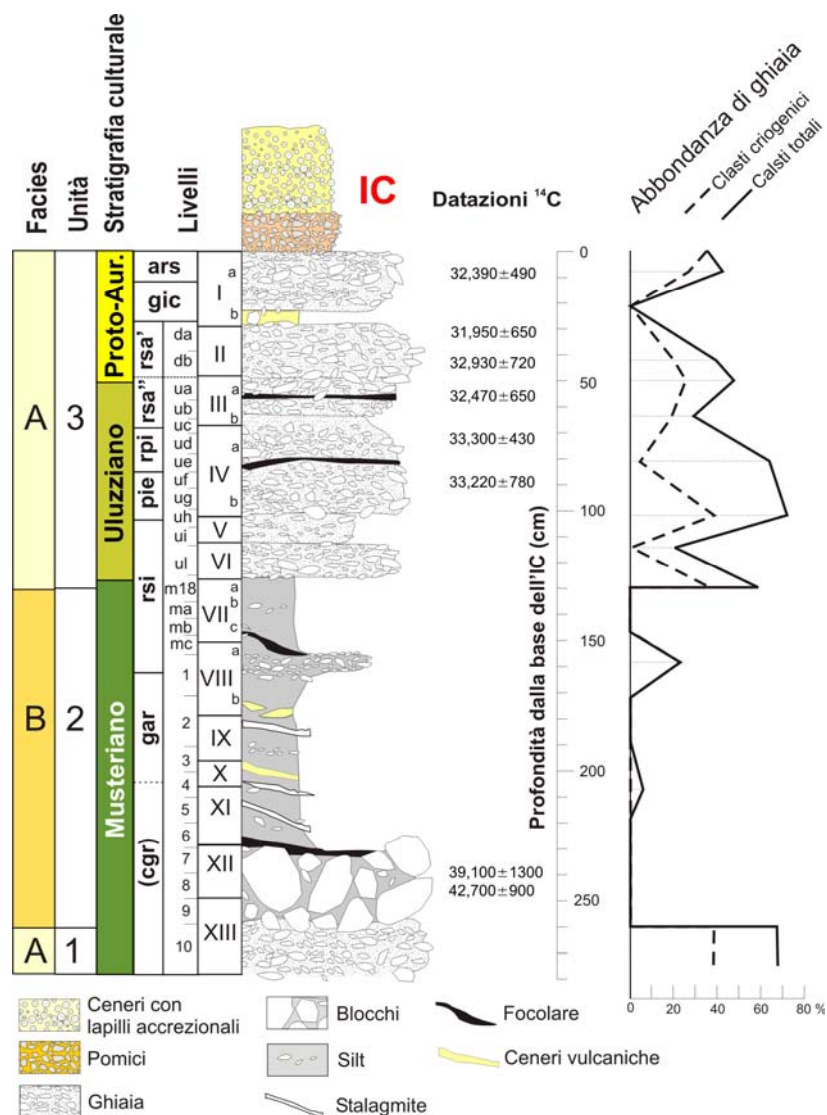 Facies
Unità
Stratigrafia culturale
Livelli
IC
Datazioni ¹⁴C
Abbondanza di ghiaia
Clasti criogenici
Calsti totali
A
B
A
3
2
1
Proto-Aur.
Uluzziano
Musteriano
ars
gic
rsa'
rsa''
rpi
pie
rsi
gar
(cgr)
da
db
ua
ub
uc
ud
ue
uf
ug
uh
ui
ul
m18
ma
mb
mc
1
2
3
4
5
6
7
8
9
10
I a b
II
III a b
IV a b
V
VI
VII a b c
VIII a b
IX
X
XI
XII
XIII
32,390±490
31,950±650
32,930±720
32,470±650
33,300±430
33,220±780
39,100±1300
42,700±900
Profondità dalla base dell'IC (cm)
0
50
100
150
200
250
0 20 40 60 80 %
Ceneri con
lapilli accrezionali
Pomici
Ghiaia
Blocchi
Silt
Stalagmite
Focolare
Ceneri vulcaniche